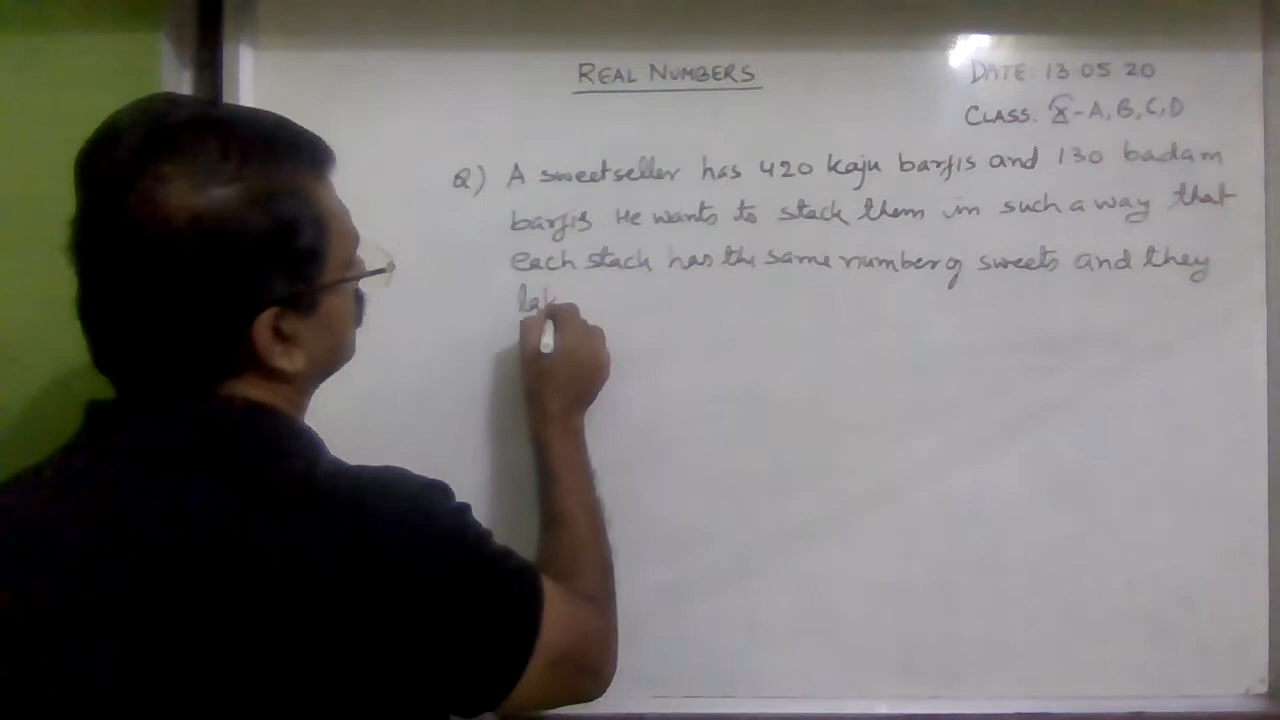 REAL NUMBERS
DATE: 13.05 20
CLASS. X-A, B, C, D
Q) A sweetseller has 420 kaju barfis and 130 badam
barfis He wants to stack them in such a way that
each stack has the same number of sweets and they